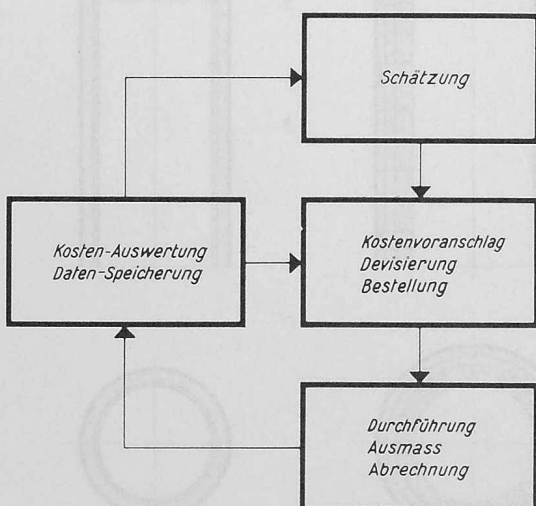 Schätzung
Kosten-Auswertung
Daten-Speicherung
Kostenvoranschlag
Devisierung
Bestellung
Durchführung
Ausmass
Abrechnung